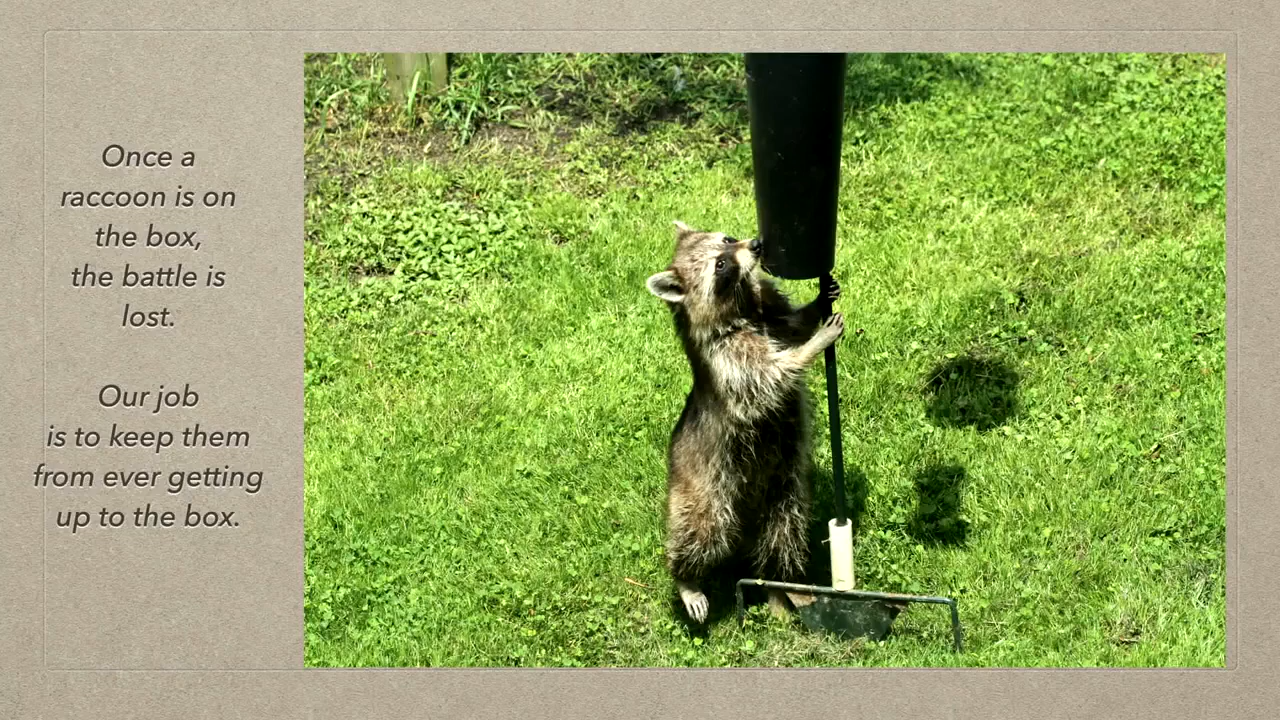 Once a
raccoon is on
the box,
the battle is
lost.
Our job
is to keep them
from ever getting
up to the box.